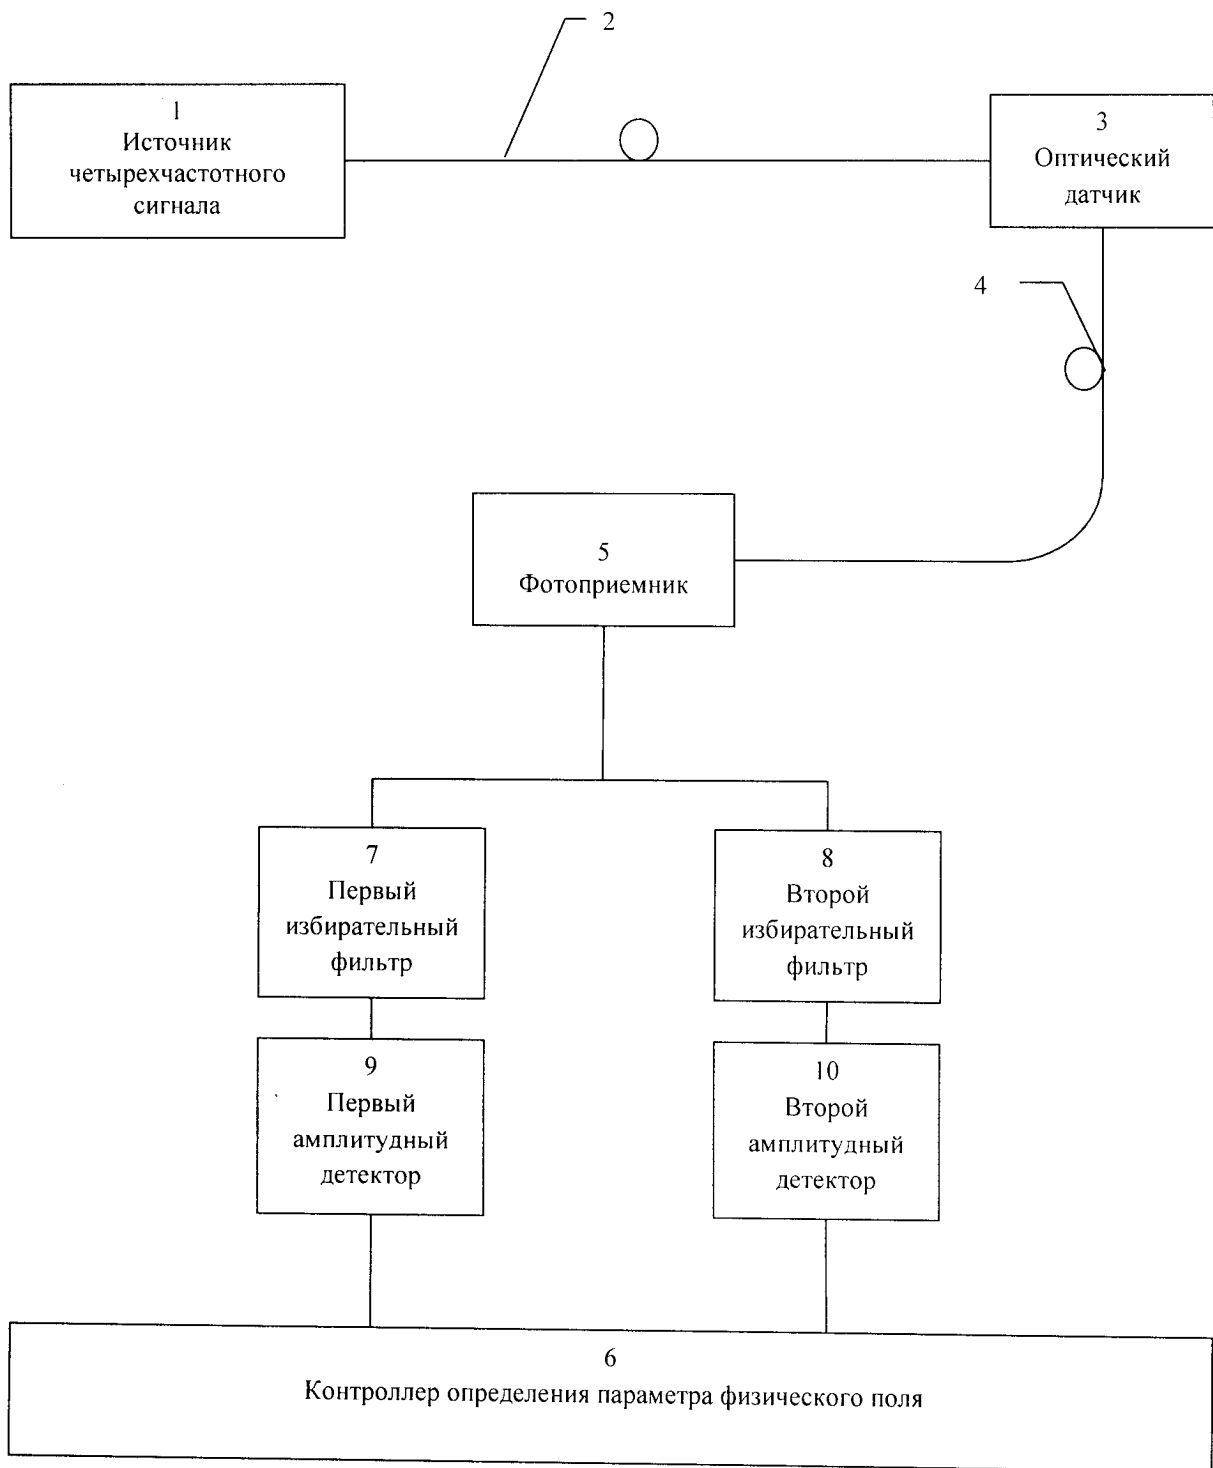 2
1
Источник
четырехчастотного
сигнала
3
Оптический
датчик
4
5
Фотоприемник
7
Первый
избирательный
фильтр
8
Второй
избирательный
фильтр
9
Первый
амплитудный
детектор
10
Второй
амплитудный
детектор
6
Контроллер определения параметра физического поля